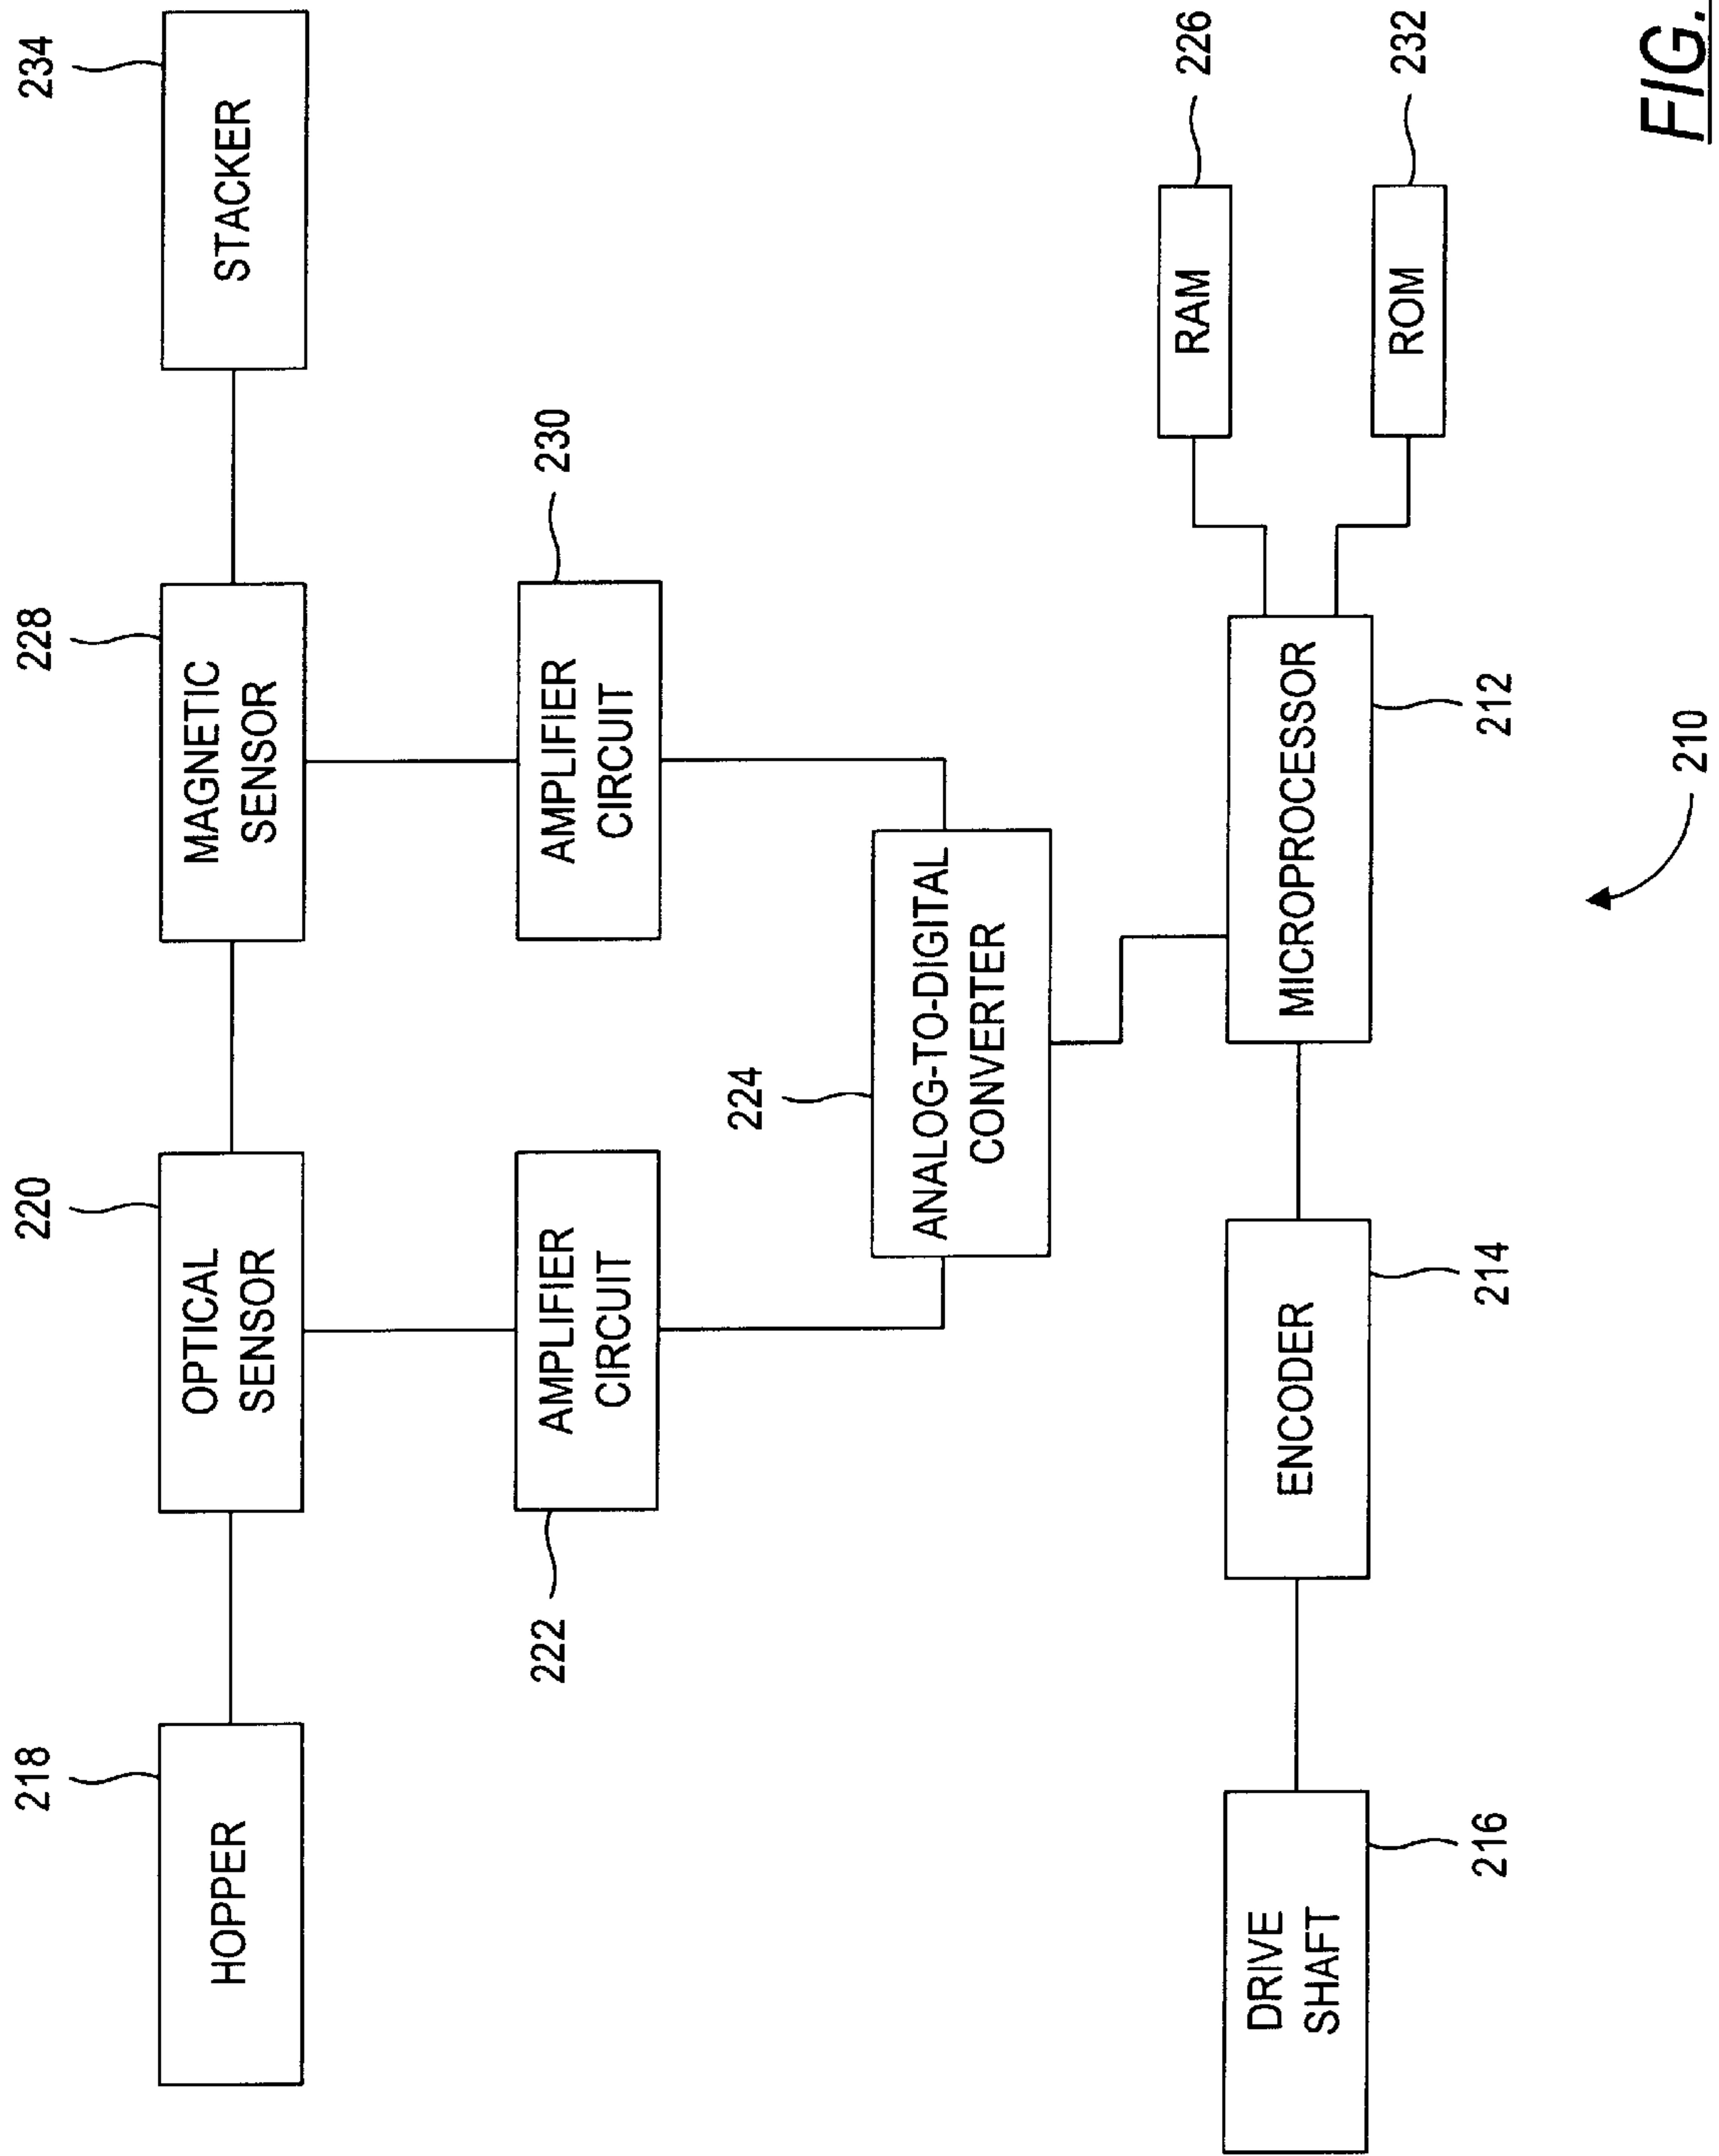 218
HOPPER
220
OPTICAL
SENSOR
228
MAGNETIC
SENSOR
234
STACKER
222
AMPLIFIER
CIRCUIT
230
AMPLIFIER
CIRCUIT
224
ANALOG-TO-DIGITAL
CONVERTER
226
RAM
232
ROM
DRIVE
SHAFT
216
ENCODER
214
MICROPROCESSOR
212
210
FIG.